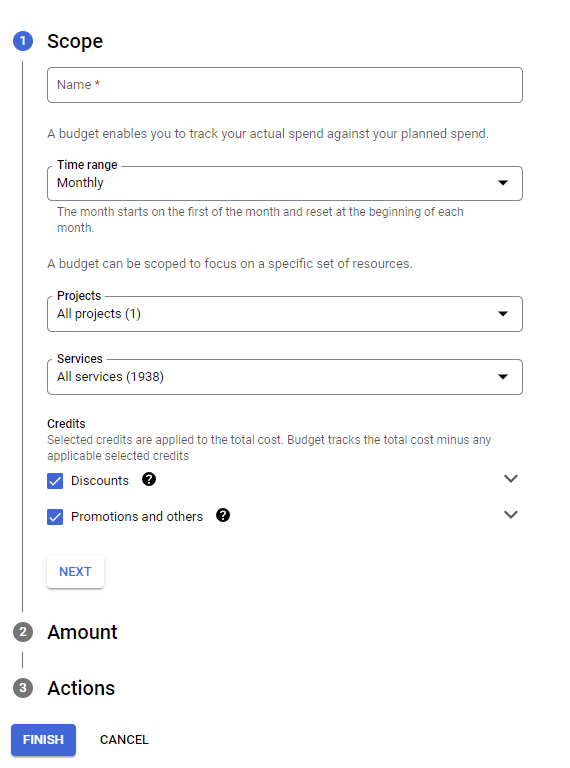 1 Scope
Name *
A budget enables you to track your actual spend against your planned spend.
Time range
Monthly
The month starts on the first of the month and reset at the beginning of each
month.
A budget can be scoped to focus on a specific set of resources.
Projects
All projects (1)
Services
All services (1938)
Credits
Selected credits are applied to the total cost. Budget tracks the total cost minus any
applicable selected credits
Discounts ?
Promotions and others ?
NEXT
2 Amount
3 Actions
FINISH CANCEL